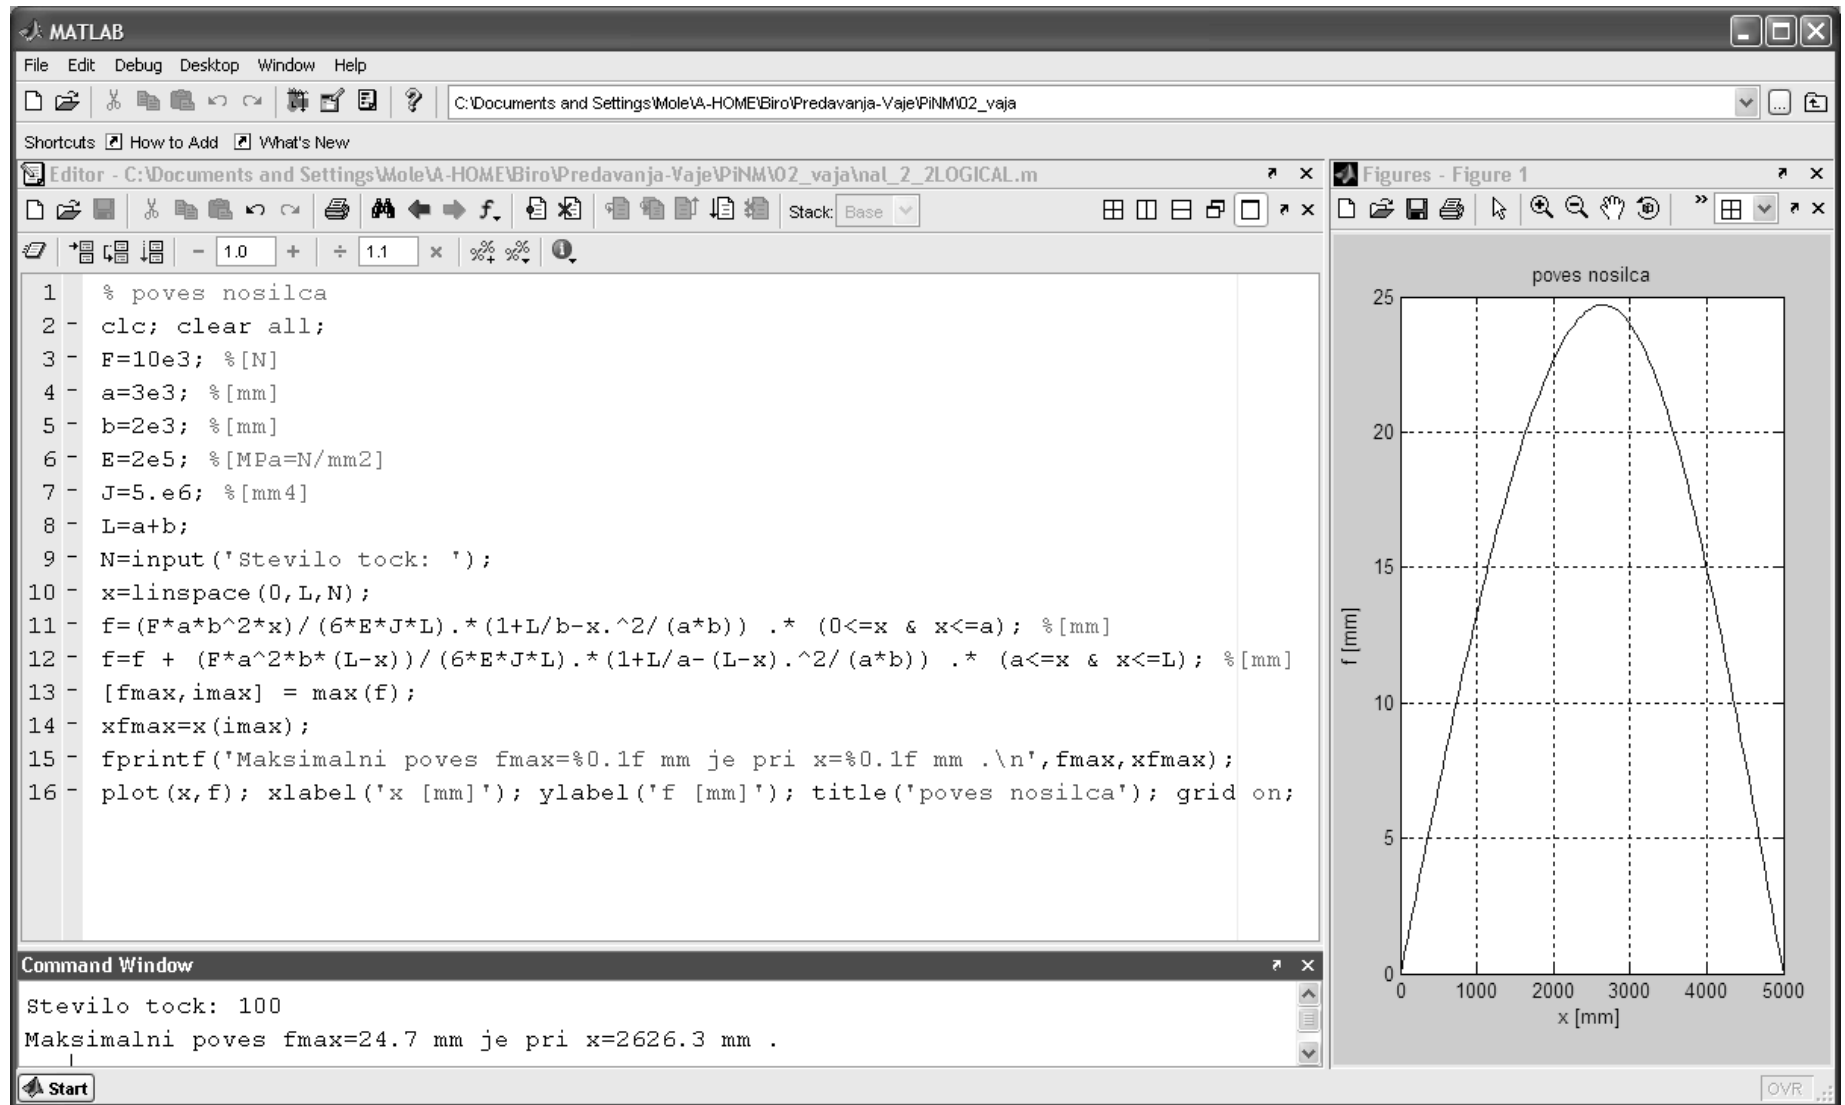 MATLAB
File Edit Debug Desktop Window Help
C:\Documents and Settings\Mole\A-HOME\Biro\Predavanja-Vaje\PiNM\02_vaja
Shortcuts How to Add What's New
Editor - C:\Documents and Settings\Mole\A-HOME\Biro\Predavanja-Vaje\PiNM\02_vaja\nal_2_2LOGICAL.m
Stack: Base
- 1.0 + ÷ 1.1 ×
1 % poves nosilca
2 - clc; clear all;
3 - F=10e3; %[N]
4 - a=3e3; %[mm]
5 - b=2e3; %[mm]
6 - E=2e5; %[MPa=N/mm2]
7 - J=5.e6; %[mm4]
8 - L=a+b;
9 - N=input('Stevilo tock: ');
10 - x=linspace(0,L,N);
11 - f=(F*a*b^2*x)/(6*E*J*L).*(1+L/b-x.^2/(a*b)) .* (0<=x & x<=a); %[mm]
12 - f=f + (F*a^2*b*(L-x))/(6*E*J*L).*(1+L/a-(L-x).^2/(a*b)) .* (a<=x & x<=L); %[mm]
13 - [fmax,imax] = max(f);
14 - xfmax=x(imax);
15 - fprintf('Maksimalni poves fmax=%0.1f mm je pri x=%0.1f mm .\n',fmax,xfmax);
16 - plot(x,f); xlabel('x [mm]'); ylabel('f [mm]'); title('poves nosilca'); grid on;
Command Window
Stevilo tock: 100
Maksimalni poves fmax=24.7 mm je pri x=2626.3 mm .
Figures - Figure 1
poves nosilca
25
20
15
10
5
0
f [mm]
0 1000 2000 3000 4000 5000
x [mm]
Start
OVR